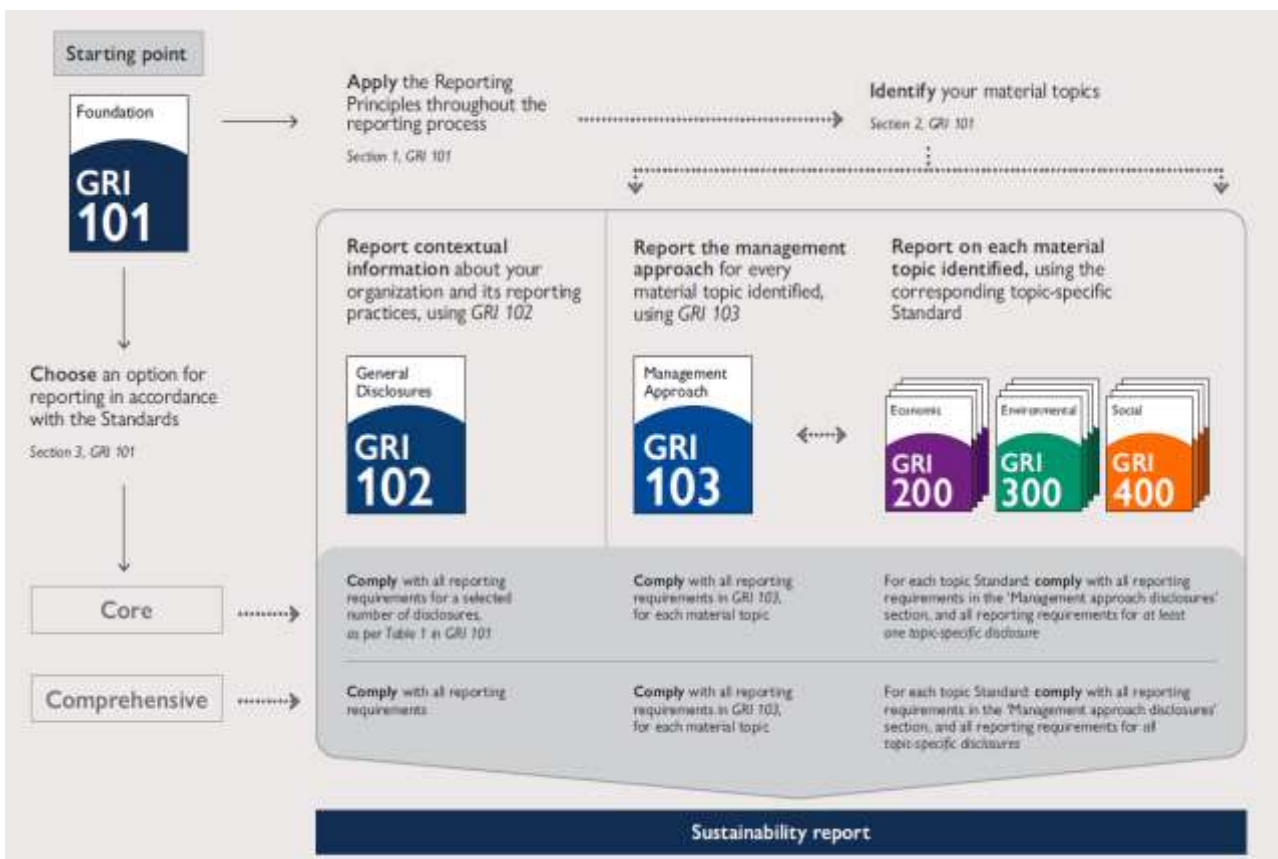 Starting point
Foundation
GRI
101
Apply the Reporting
Principles throughout the
reporting process
Section 1, GRI 101
Identify your material topics
Section 2, GRI 101
Choose an option for
reporting in accordance
with the Standards
Section 3, GRI 101
Report contextual
information about your
organization and its reporting
practices, using GRI 102
General
Disclosures
GRI
102
Report the management
approach for every
material topic identified,
using GRI 103
Management
Approach
GRI
103
Report on each material
topic identified, using the
corresponding topic-specific
Standard
Economic
GRI
200
Environmental
GRI
300
Social
GRI
400
Core
Comply with all reporting
requirements for a selected
number of disclosures,
as per Table 1 in GRI 101
Comply with all reporting
requirements in GRI 103,
for each material topic
For each topic Standard: comply with all reporting
requirements in the 'Management approach disclosures'
section, and all reporting requirements for at least
one topic-specific disclosure
Comprehensive
Comply with all reporting
requirements
Comply with all reporting
requirements in GRI 103,
for each material topic
For each topic Standard: comply with all reporting
requirements in the 'Management approach disclosures'
section, and all reporting requirements for all
topic-specific disclosures
Sustainability report